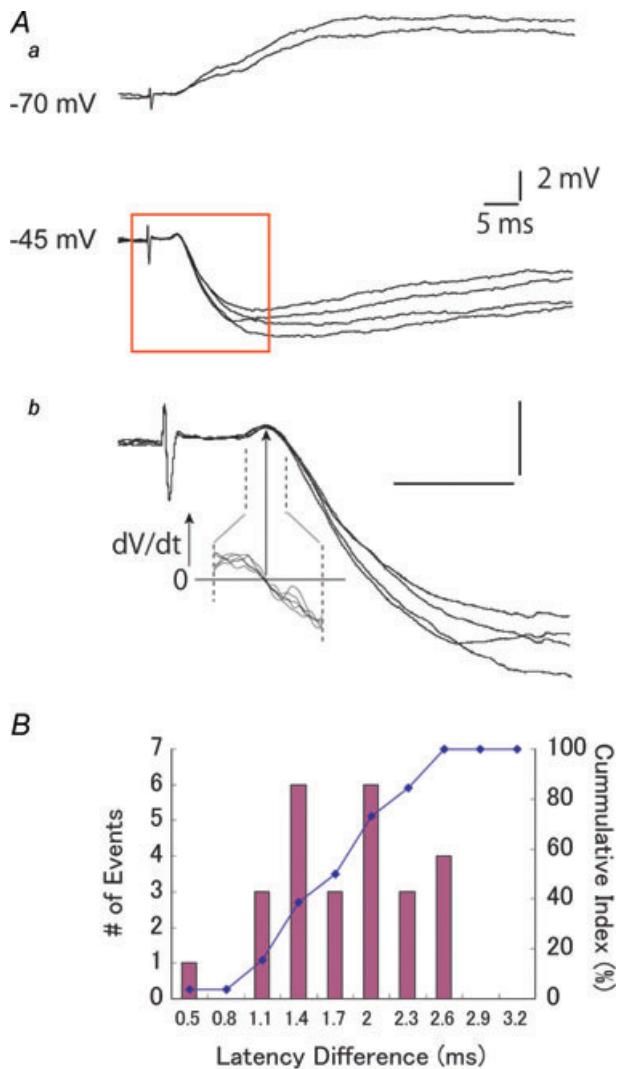 A
a
-70 mV
2 mV
5 ms
-45 mV
b
dV/dt
0
B
7
6
5
4
3
2
1
0
# of Events
100
80
60
40
20
0
Cummulative Index (%)
0.5 0.8 1.1 1.4 1.7 2 2.3 2.6 2.9 3.2
Latency Difference (ms)